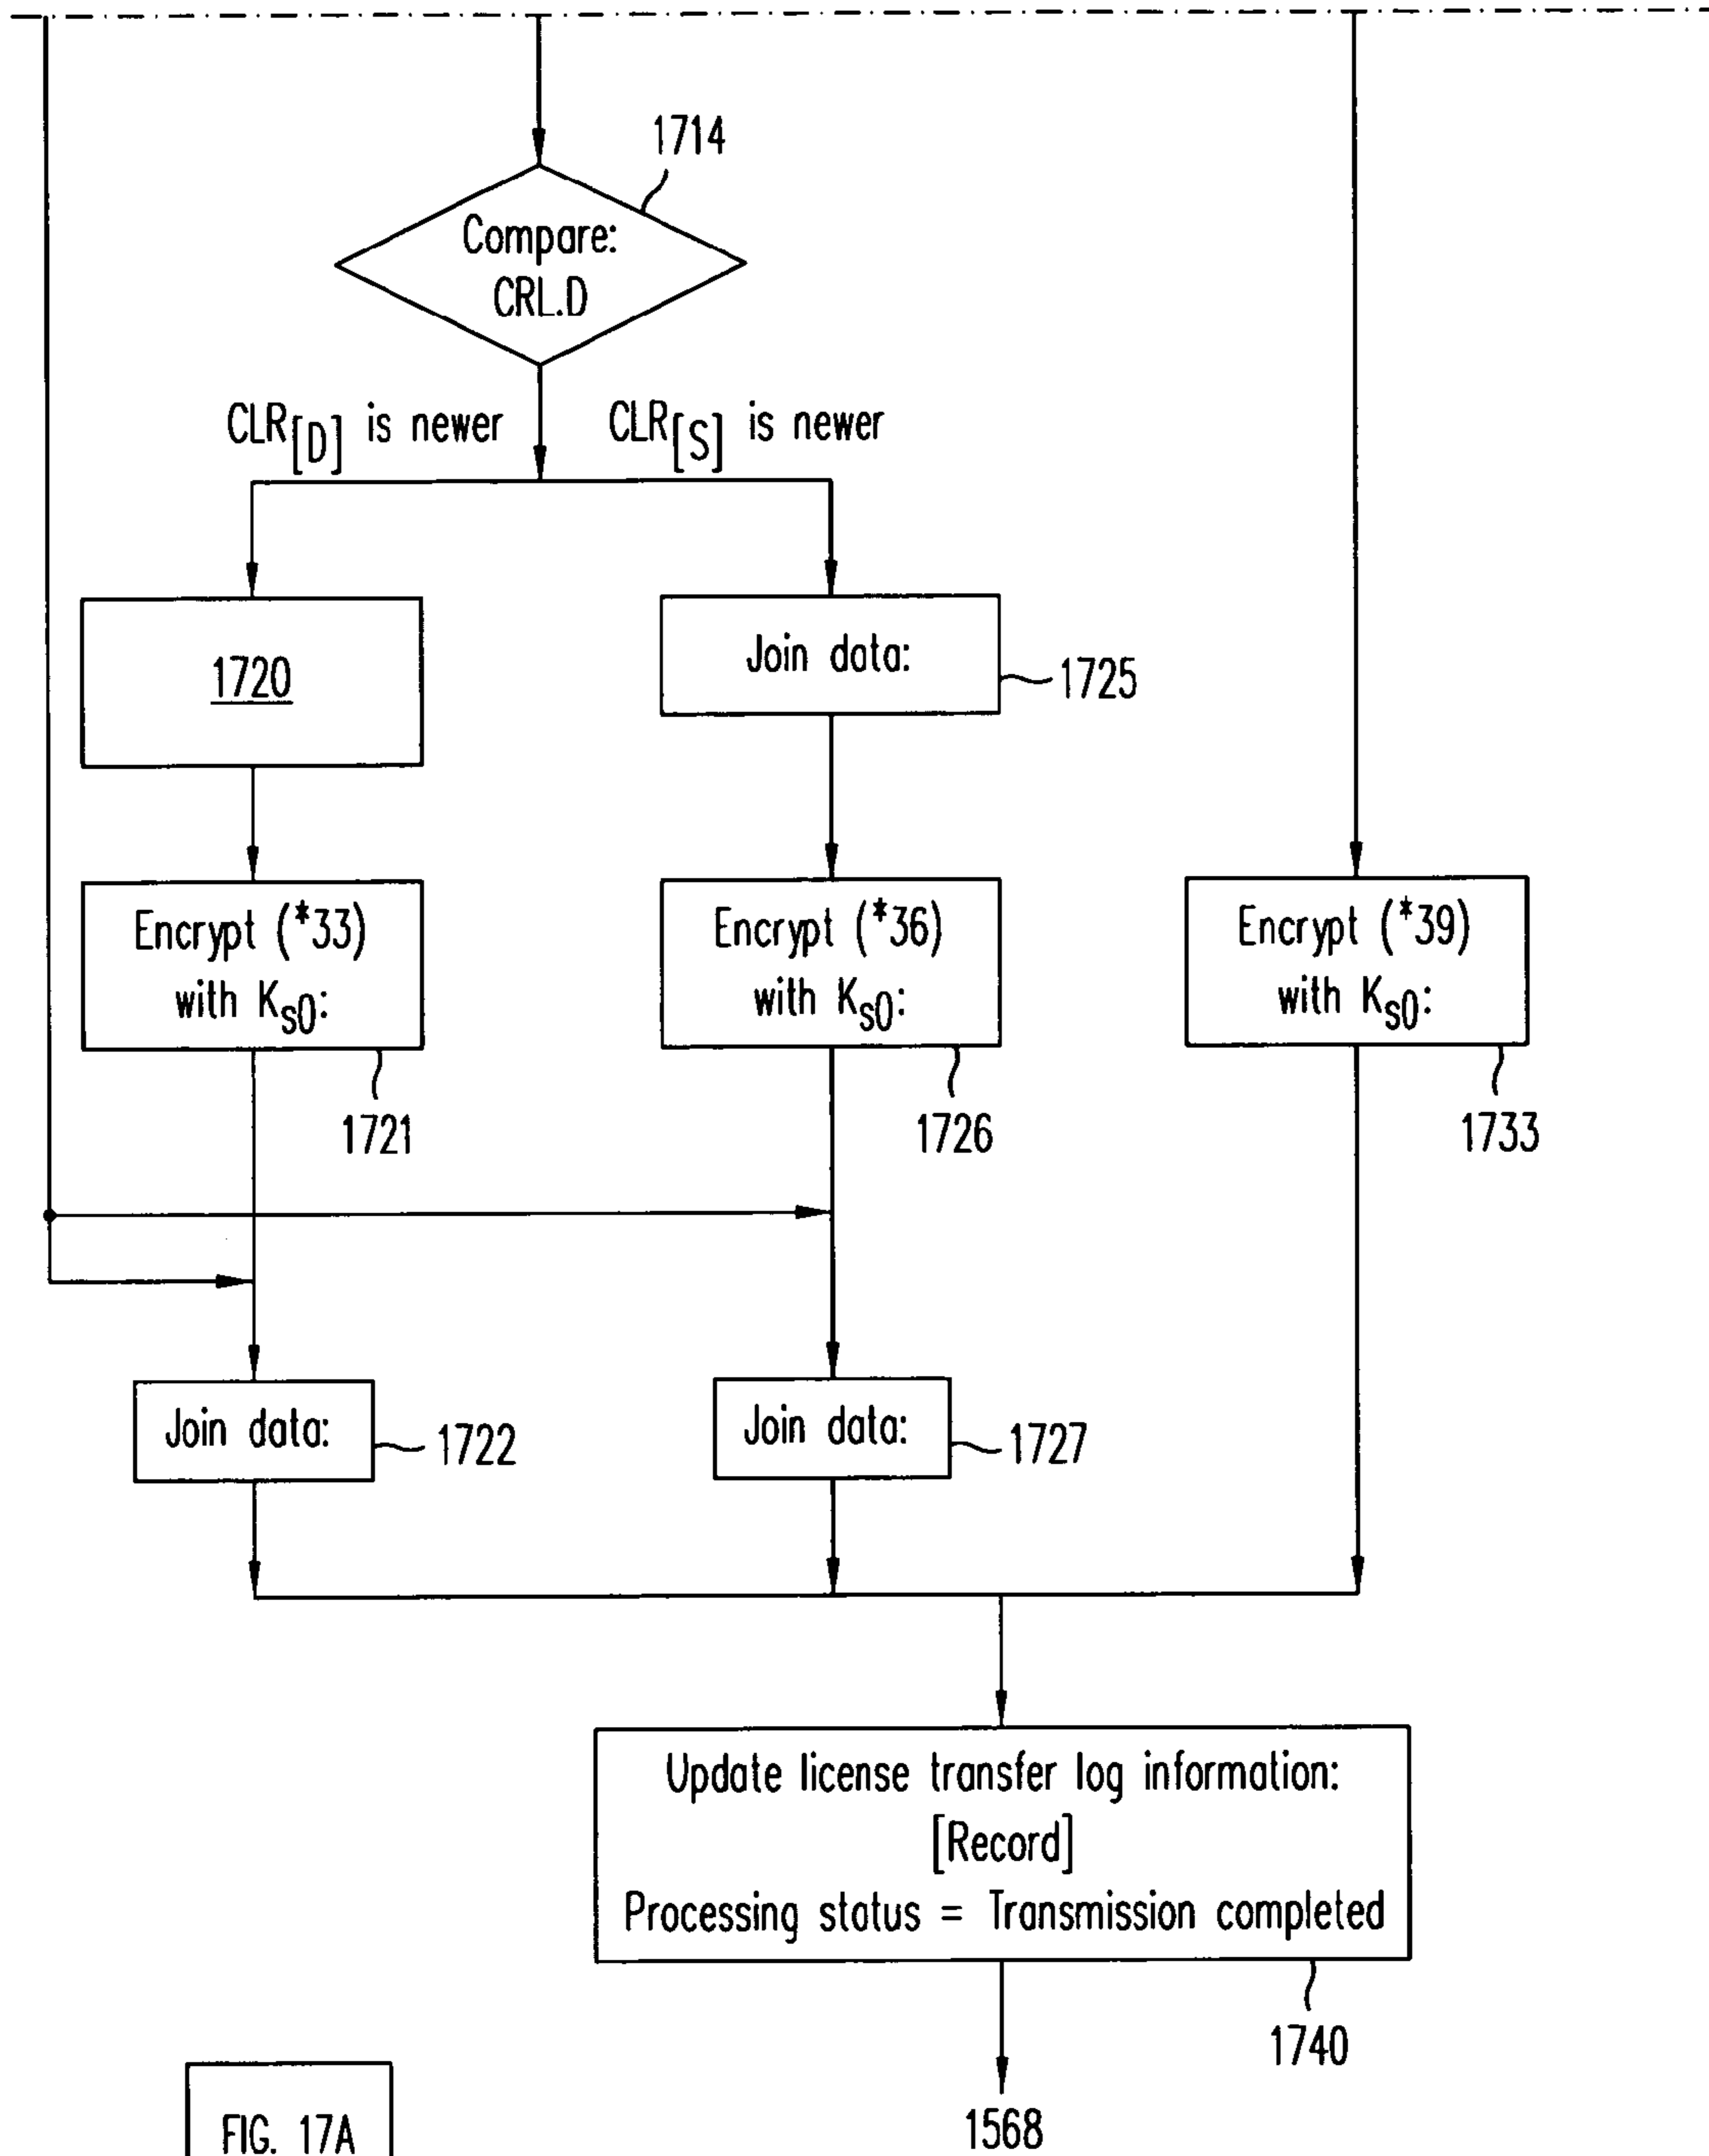 1714
Compare:
CRL.D
CLR[D] is newer
CLR[S] is newer
1720
Join data:
1725
Encrypt (*33)
with Ks0:
1721
Encrypt (*36)
with Ks0:
1726
Encrypt (*39)
with Ks0:
1733
Join data:
1722
Join data:
1727
Update license transfer log information:
[Record]
Processing status = Transmission completed
1740
1568
FIG. 17A